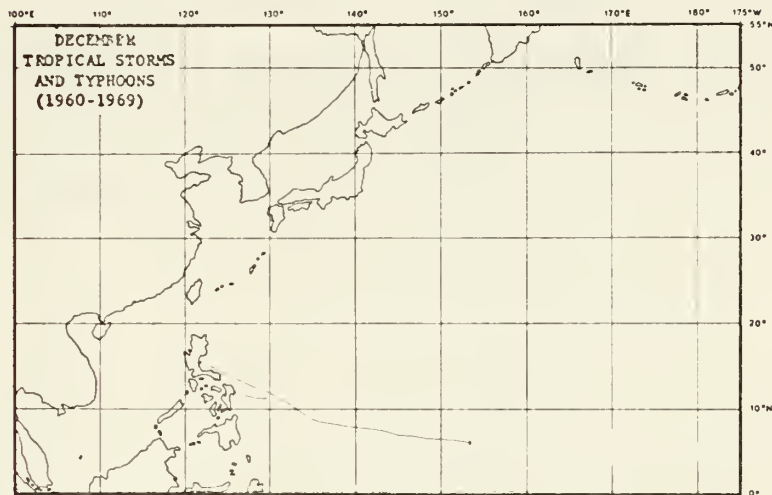 100°E 110° 120° 130° 140° 150° 160°E 170°E 180° 175°W
55°N
DECEMBER
TROPICAL STORMS
AND TYPHOONS
(1960-1969)
50°
40°
30°
20°
10°N
0°